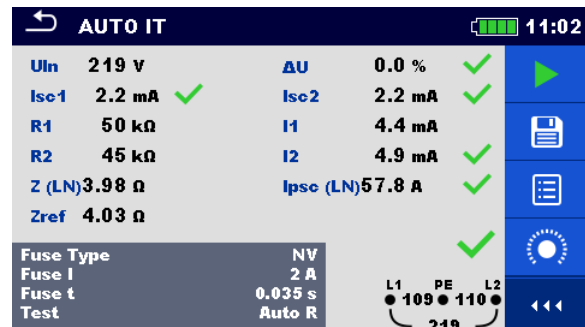 AUTO IT 11:02
Uln 219 V ΔU 0.0 %
Isc1 2.2 mA Isc2 2.2 mA
R1 50 kΩ I1 4.4 mA
R2 45 kΩ I2 4.9 mA
Z (LN) 3.98 Ω Ipsc (LN) 57.8 A
Zref 4.03 Ω
Fuse Type NV
Fuse I 2 A
Fuse t 0.035 s
Test Auto R
L1 PE L2
109 110
219